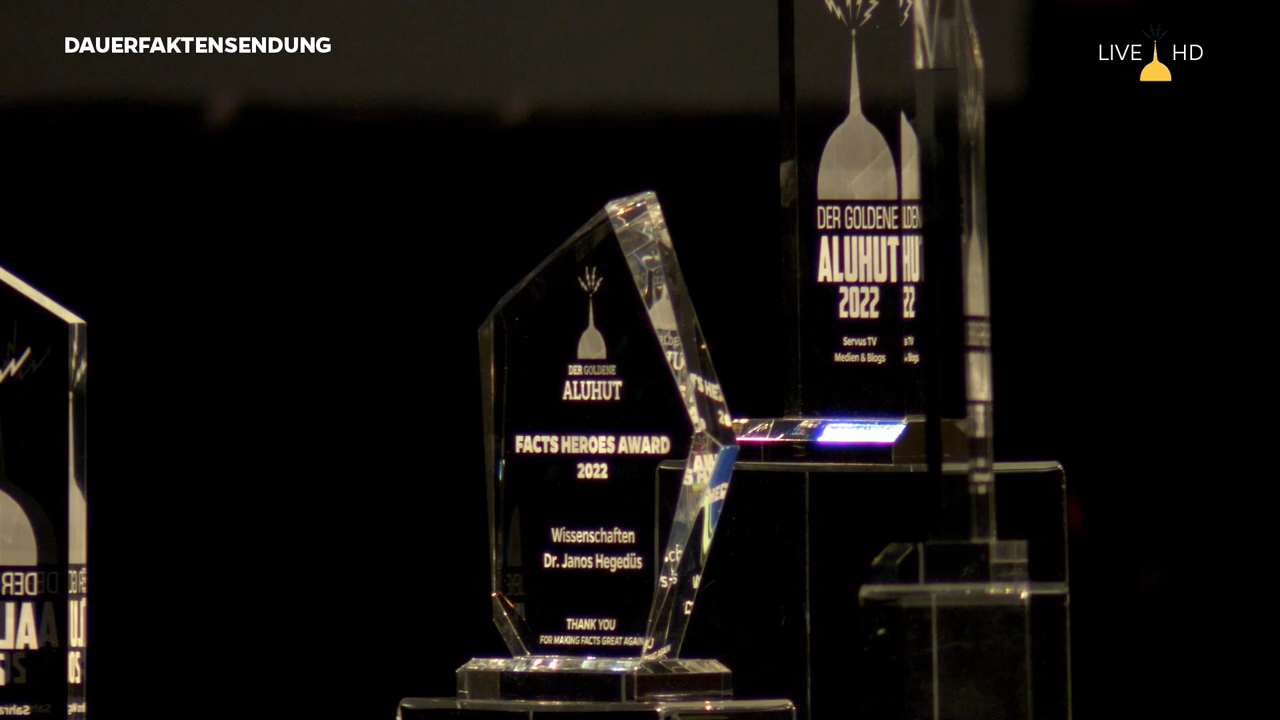 DAUERFAKTENSENDUNG
LIVE HD
DER GOLDENE
ALUHUT
2022
Servus TV
Medien & Blogs
DER GOLDENE
ALUHUT
FACTS HEROES AWARD
2022
Wissenschaften
Dr. Janos Hegedüs
THANK YOU
FOR MAKING FACTS GREAT AGAIN